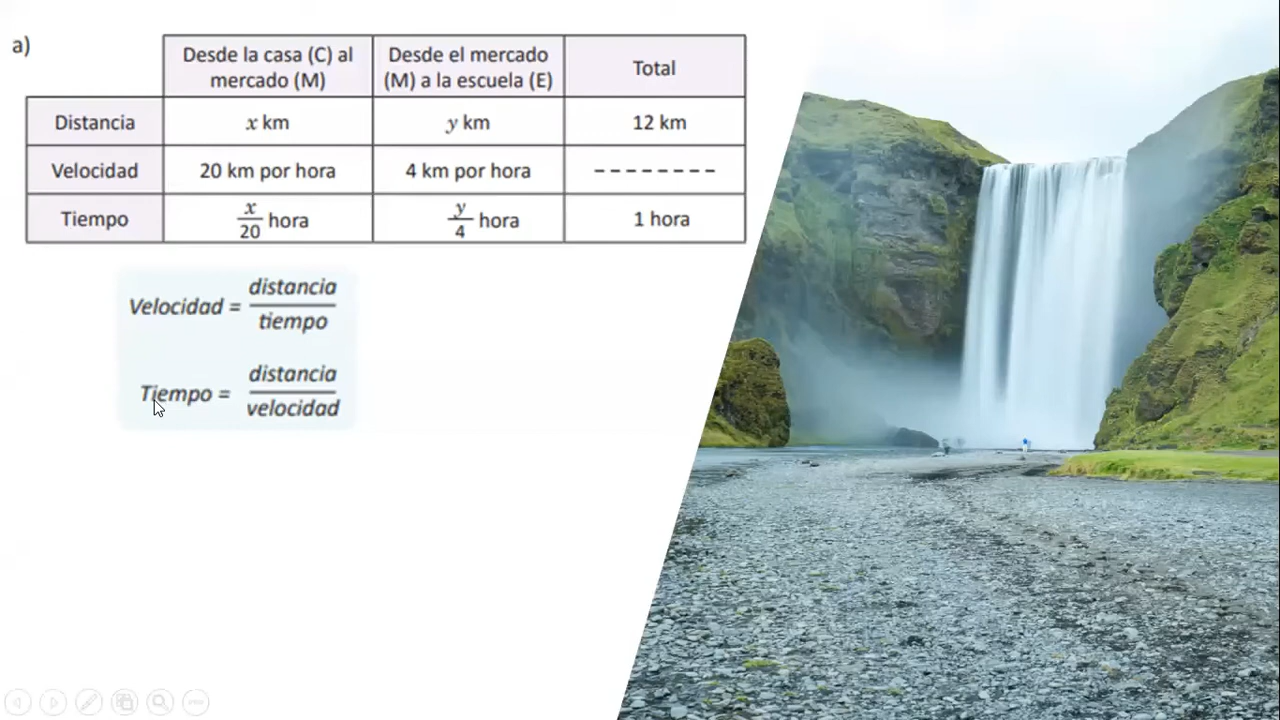 a)
Desde la casa (C) al
mercado (M)
Desde el mercado
(M) a la escuela (E)
Total
Distancia
x km
y km
12 km
Velocidad
20 km por hora
4 km por hora
--------
Tiempo
x/20 hora
y/4 hora
1 hora
Velocidad = distancia/tiempo
Tiempo = distancia/velocidad